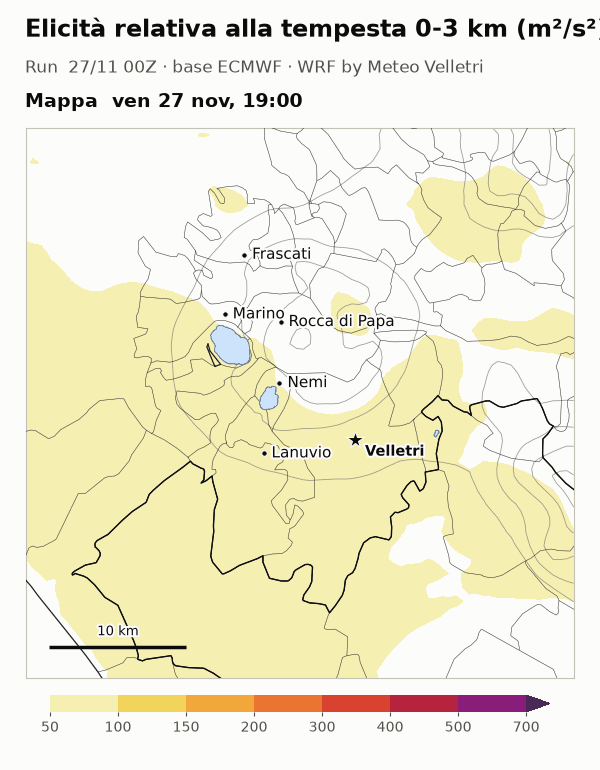 Elicità relativa alla tempesta 0-3 km (m²/s²)
Run  27/11 00Z · base ECMWF · WRF by Meteo Velletri
Mappa  ven 27 nov, 19:00
Frascati
Marino
Rocca di Papa
Nemi
Velletri
Lanuvio
10 km
50 100 150 200 300 400 500 700